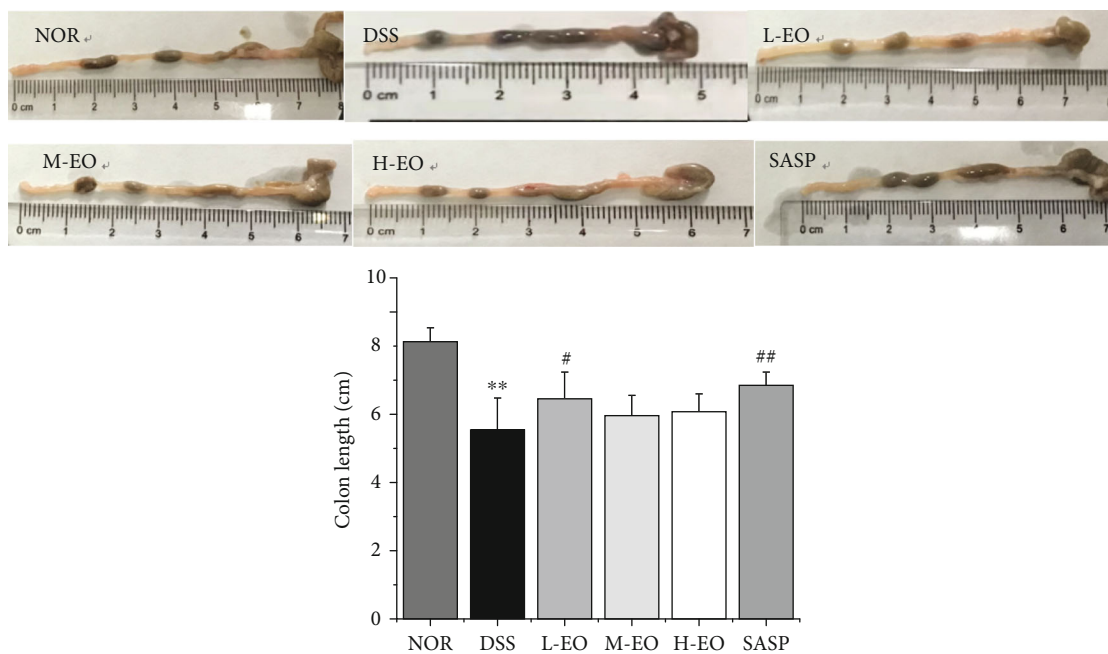 NOR
0 cm 1 2 3 4 5 6 7 8
DSS
0 cm 1 2 3 4 5
L-EO
0 cm 1 2 3 4 5 6 7 8
M-EO
0 cm 1 2 3 4 5 6 7
H-EO
0 cm 1 2 3 4 5 6 7
SASP
0 cm 1 2 3 4 5 6 7
10
8
6
4
2
0
Colon length (cm)
**
#
##
NOR DSS L-EO M-EO H-EO SASP